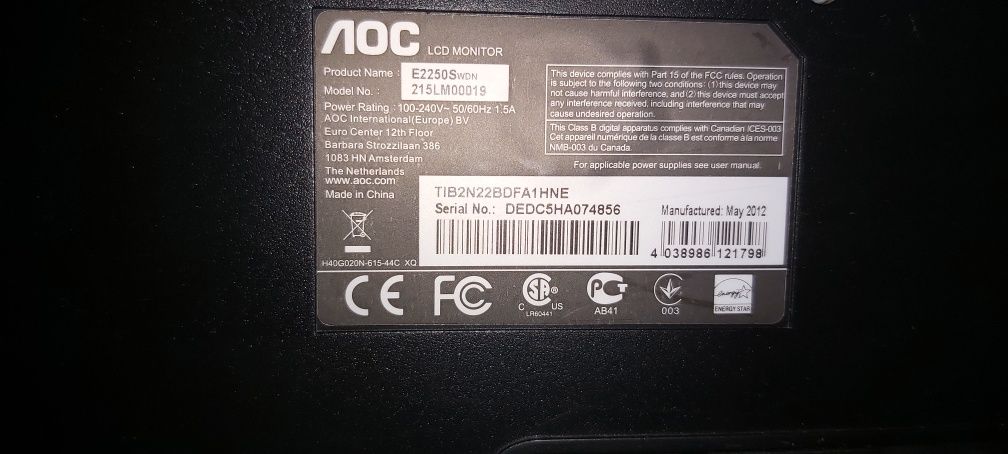 AOC LCD MONITOR
Product Name : E2250SWDN
Model No. : 215LM00019
Power Rating : 100-240V~ 50/60Hz 1.5A
AOC International(Europe) BV
Euro Center 12th Floor
Barbara Strozzilaan 386
1083 HN Amsterdam
The Netherlands
www.aoc.com
Made in China
This device complies with Part 15 of the FCC rules. Operation
is subject to the following two conditions: (1) this device may
not cause harmful interference, and (2) this device must accept
any interference received, including interference that may
cause undesired operation.
This Class B digital apparatus complies with Canadian ICES-003
Cet appareil numérique de la classe B est conforme à la norme
NMB-003 du Canada.
For applicable power supplies see user manual.
TIB2N22BDFA1HNE
Serial No.: DEDC5HA074856
Manufactured: May 2012
4 038986 121798
H40G020N-615-44C XQ
CE FC C SA ® US PCT energy
LR60441 AB41 003 ENERGY STAR